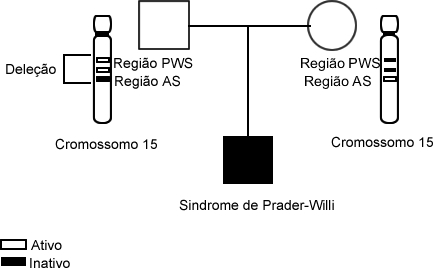 Região PWS
Deleção
Região AS
Cromossomo 15
Região PWS
Região AS
Cromossomo 15
Sindrome de Prader-Willi
Ativo
Inativo